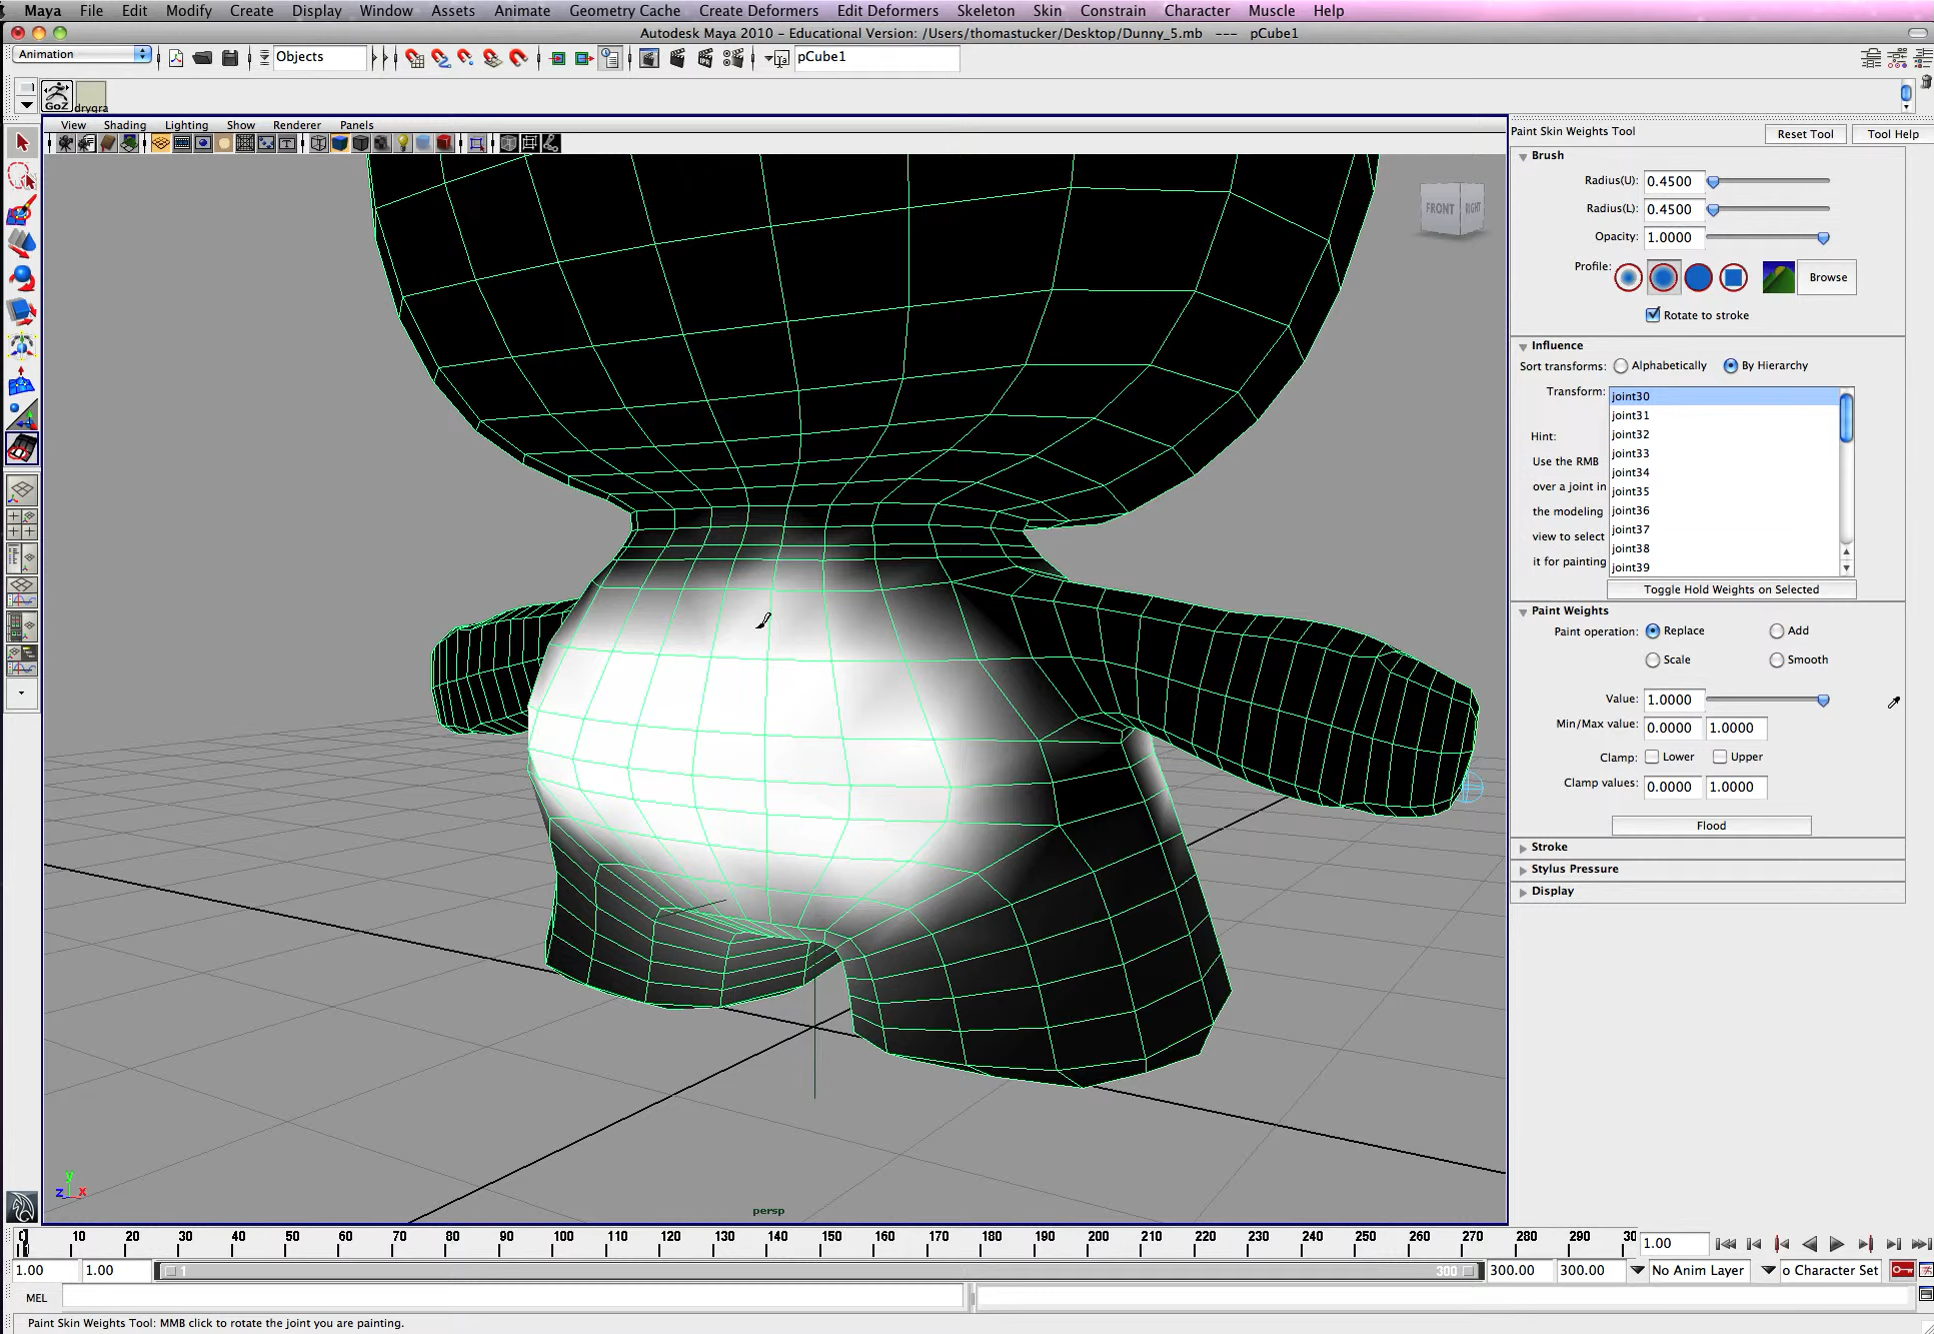 Maya File Edit Modify Create Display Window Assets Animate Geometry Cache Create Deformers Edit Deformers Skeleton Skin Constrain Character Muscle Help
Autodesk Maya 2010 - Educational Version: /Users/thomastucker/Desktop/Dunny_5.mb --- pCube1
Animation Objects pCube1
GoZ drygra
View Shading Lighting Show Renderer Panels
FRONT RIGHT
Paint Skin Weights Tool Reset Tool Tool Help
Brush
Radius(U): 0.4500
Radius(L): 0.4500
Opacity: 1.0000
Profile: Browse
Rotate to stroke
Influence
Sort transforms: Alphabetically By Hierarchy
Transform: joint30
joint31
Hint: joint32
Use the RMB joint33
joint34
over a joint in joint35
the modeling joint36
view to select joint37
joint38
it for painting joint39
Toggle Hold Weights on Selected
Paint Weights
Paint operation: Replace Add
Scale Smooth
Value: 1.0000
Min/Max value: 0.0000 1.0000
Clamp: Lower Upper
Clamp values: 0.0000 1.0000
Flood
Stroke
Stylus Pressure
Display
y
z x
persp
0 10 20 30 40 50 60 70 80 90 100 110 120 130 140 150 160 170 180 190 200 210 220 230 240 250 260 270 280 290 30 1.00
1.00 1.00 1 300 300.00 300.00 No Anim Layer o Character Set
MEL
Paint Skin Weights Tool: MMB click to rotate the joint you are painting.